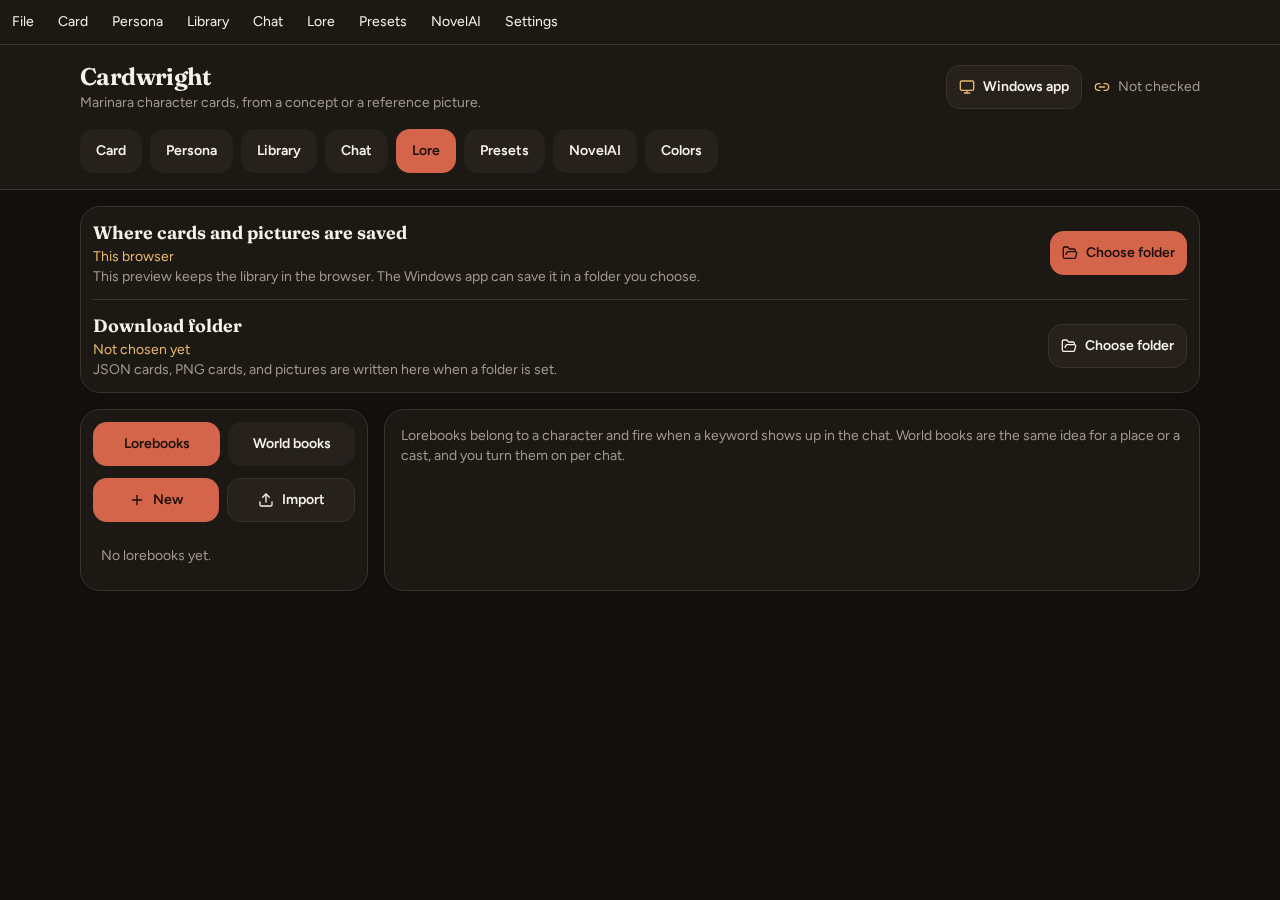 File Card Persona Library Chat Lore Presets NovelAI Settings
Cardwright
Marinara character cards, from a concept or a reference picture.
Windows app
Not checked
Card Persona Library Chat Lore Presets NovelAI Colors
Where cards and pictures are saved
This browser
This preview keeps the library in the browser. The Windows app can save it in a folder you choose.
Choose folder
Download folder
Not chosen yet
JSON cards, PNG cards, and pictures are written here when a folder is set.
Choose folder
Lorebooks World books
New Import
No lorebooks yet.
Lorebooks belong to a character and fire when a keyword shows up in the chat. World books are the same idea for a place or a
cast, and you turn them on per chat.